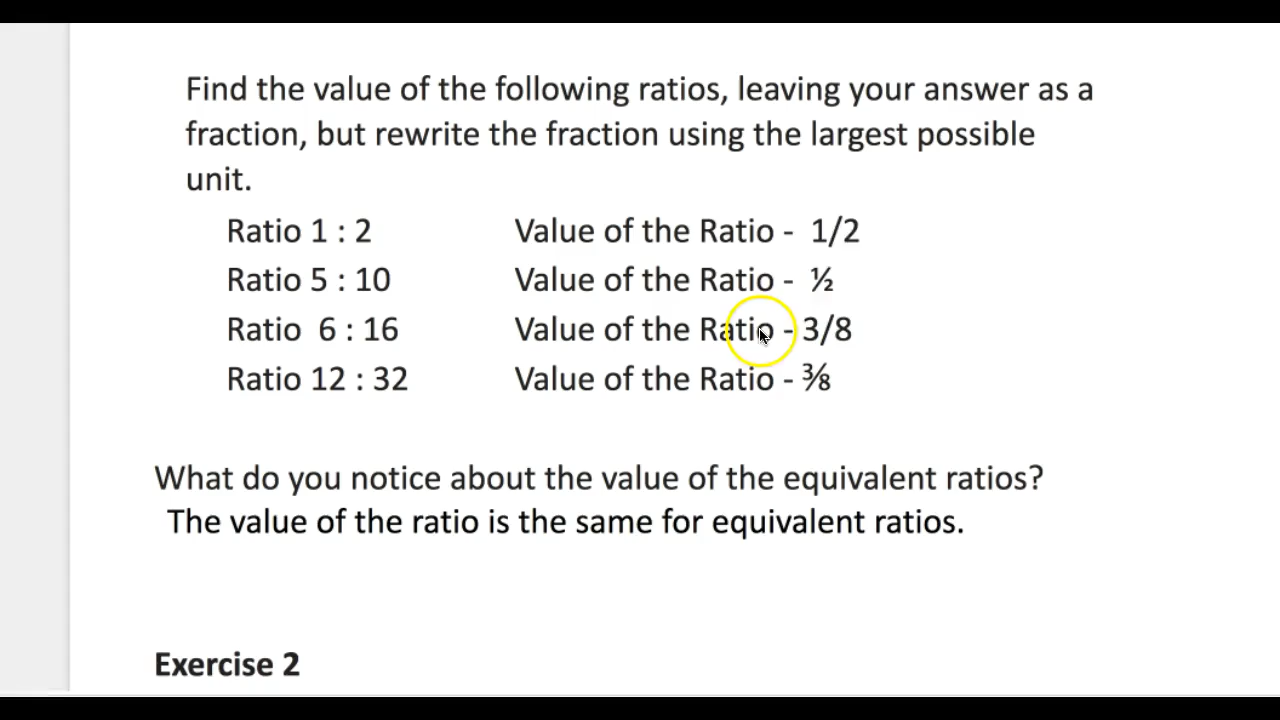 Find the value of the following ratios, leaving your answer as a
fraction, but rewrite the fraction using the largest possible
unit.
Ratio 1 : 2 Value of the Ratio - 1/2
Ratio 5 : 10 Value of the Ratio - ½
Ratio 6 : 16 Value of the Ratio - 3/8
Ratio 12 : 32 Value of the Ratio - ⅜
What do you notice about the value of the equivalent ratios?
The value of the ratio is the same for equivalent ratios.
Exercise 2